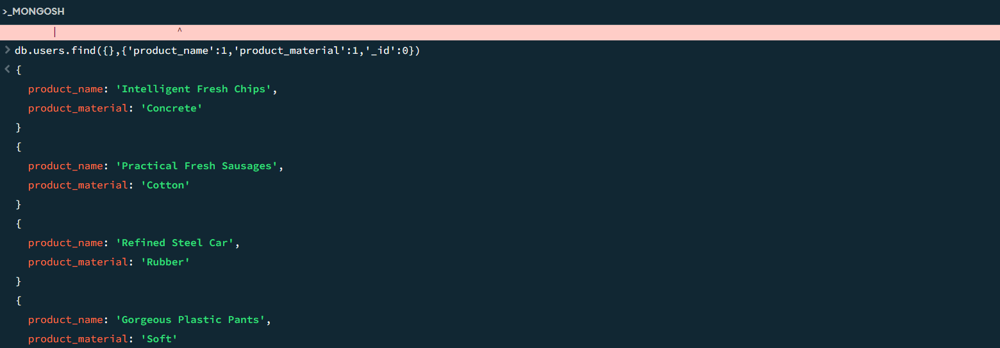 >_MONGOSH
| ^
> db.users.find({},{'product_name':1,'product_material':1,'_id':0})
< {
product_name: 'Intelligent Fresh Chips',
product_material: 'Concrete'
}
{
product_name: 'Practical Fresh Sausages',
product_material: 'Cotton'
}
{
product_name: 'Refined Steel Car',
product_material: 'Rubber'
}
{
product_name: 'Gorgeous Plastic Pants',
product_material: 'Soft'